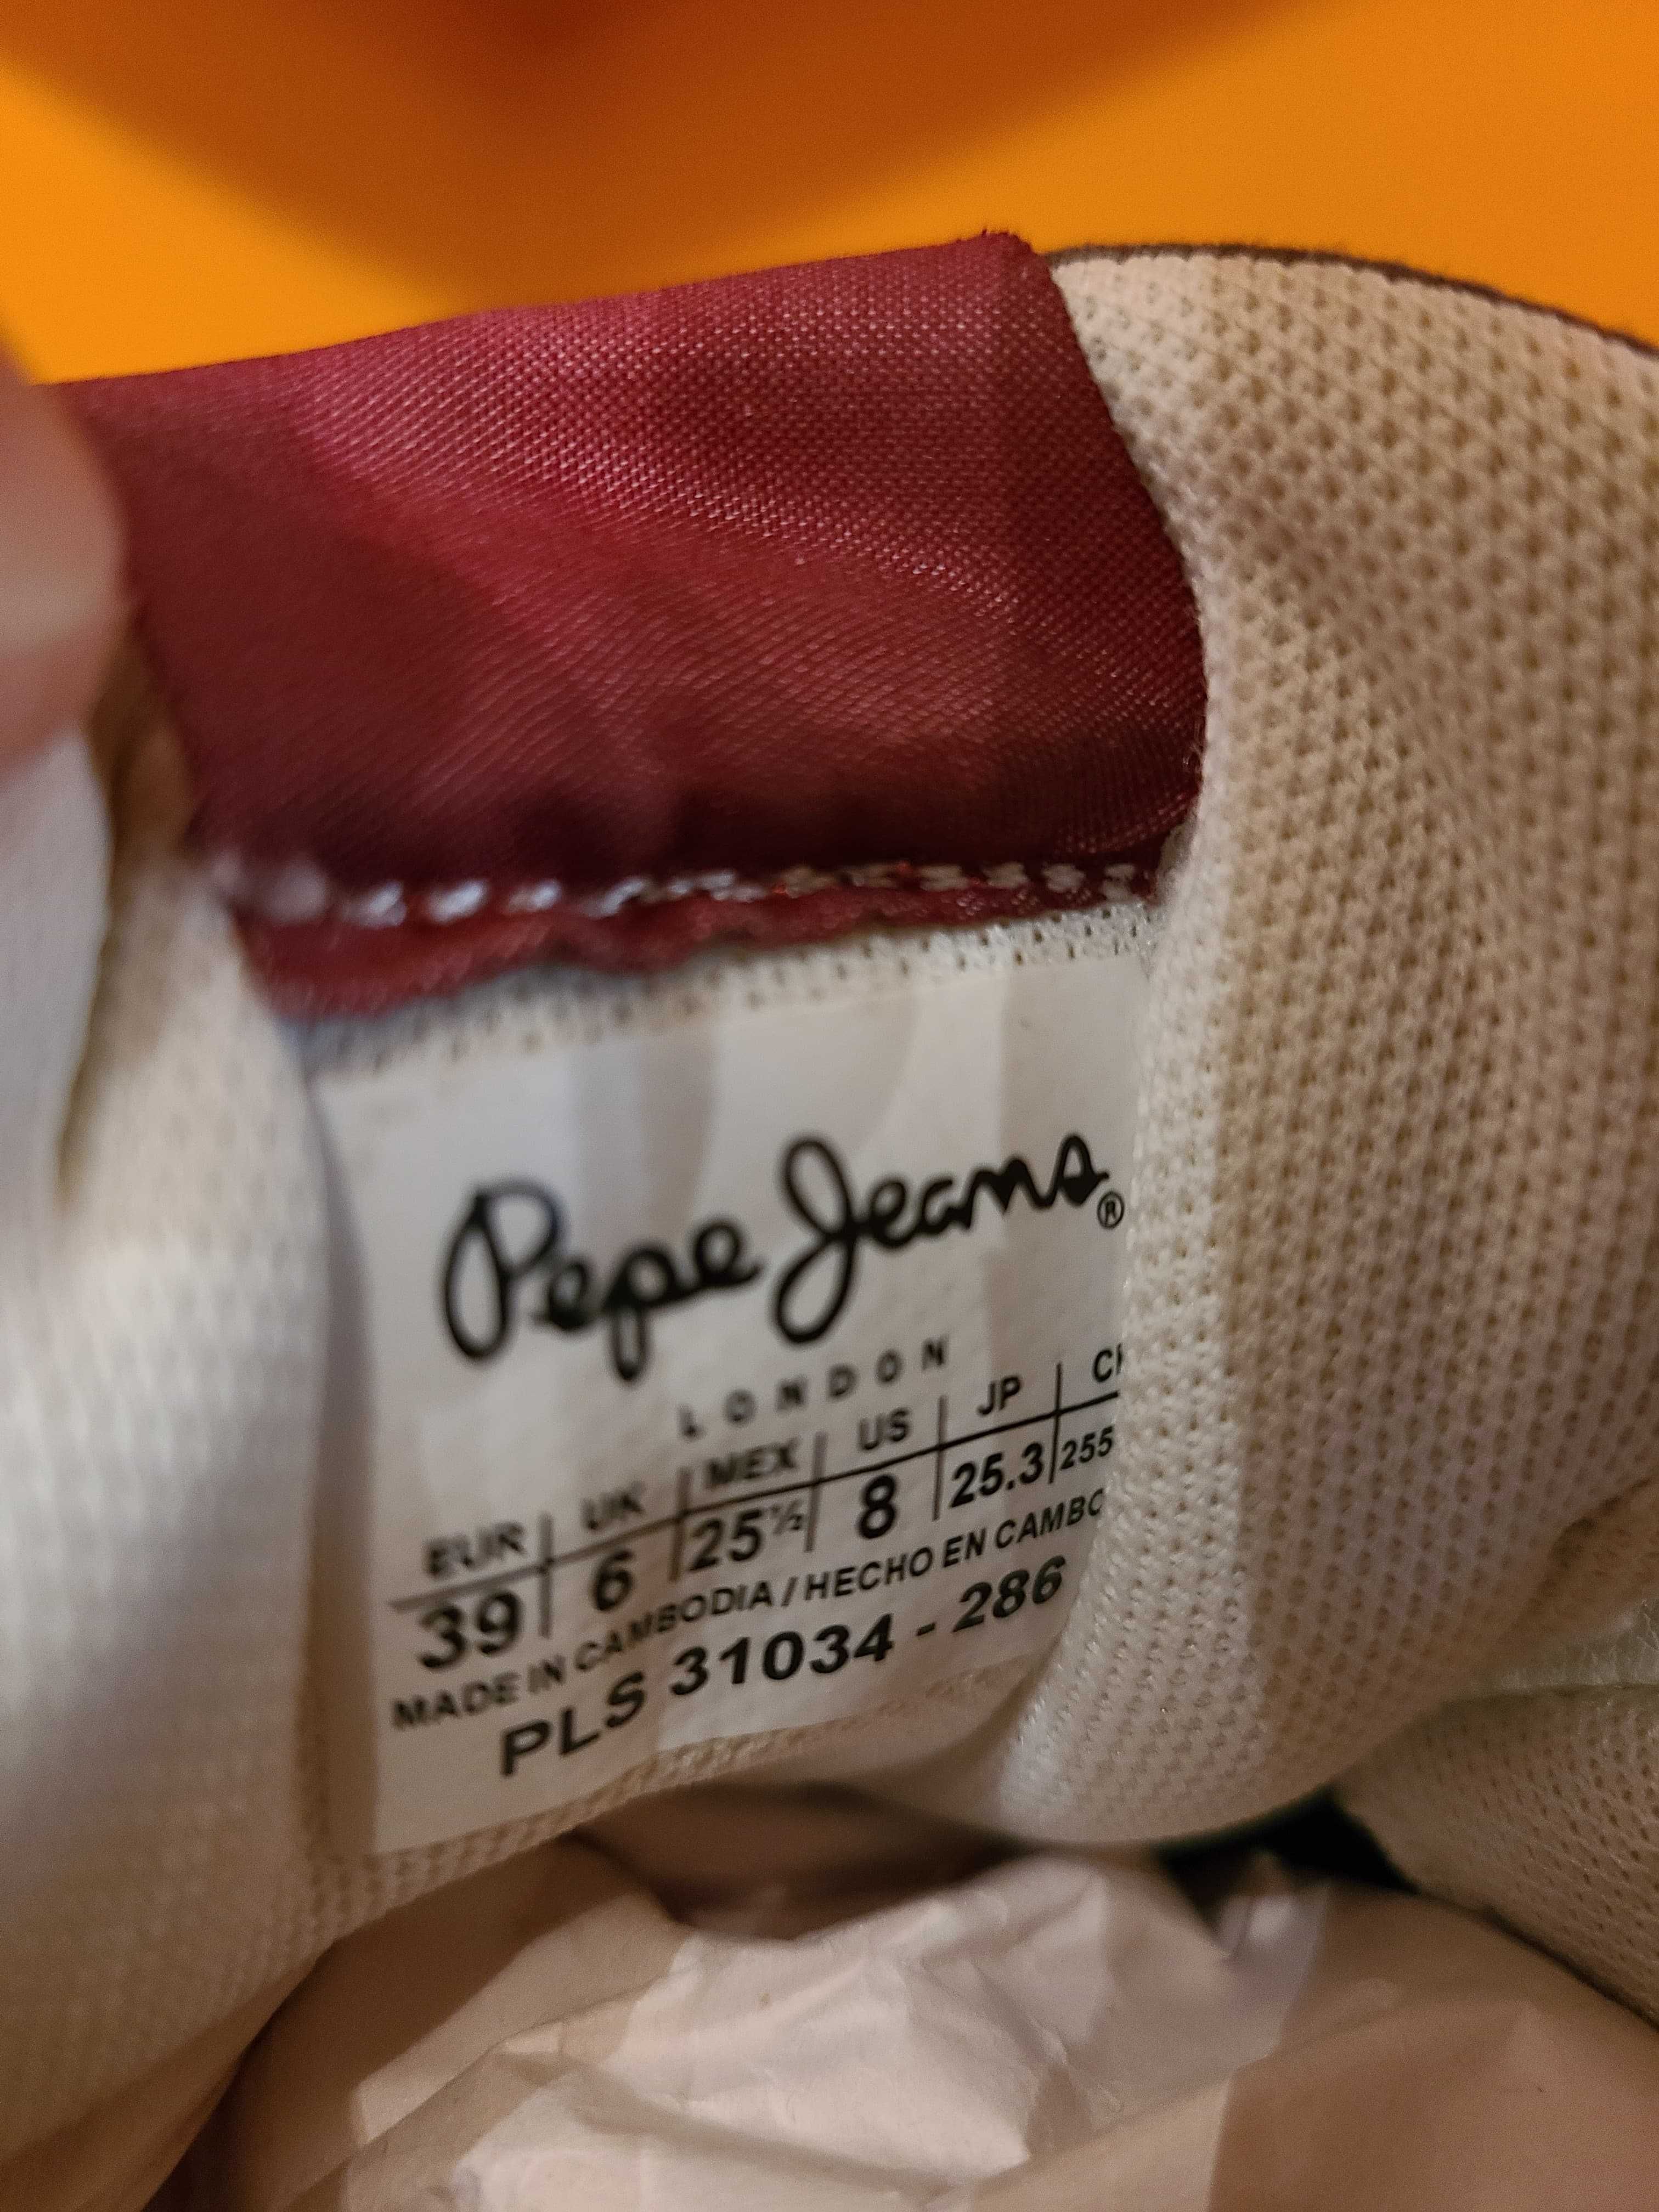 Pepe Jeans®
LONDON
EUR UK MEX US JP
39 6 25½ 8 25.3 255
MADE IN CAMBODIA / HECHO EN
PLS 31034 - 286